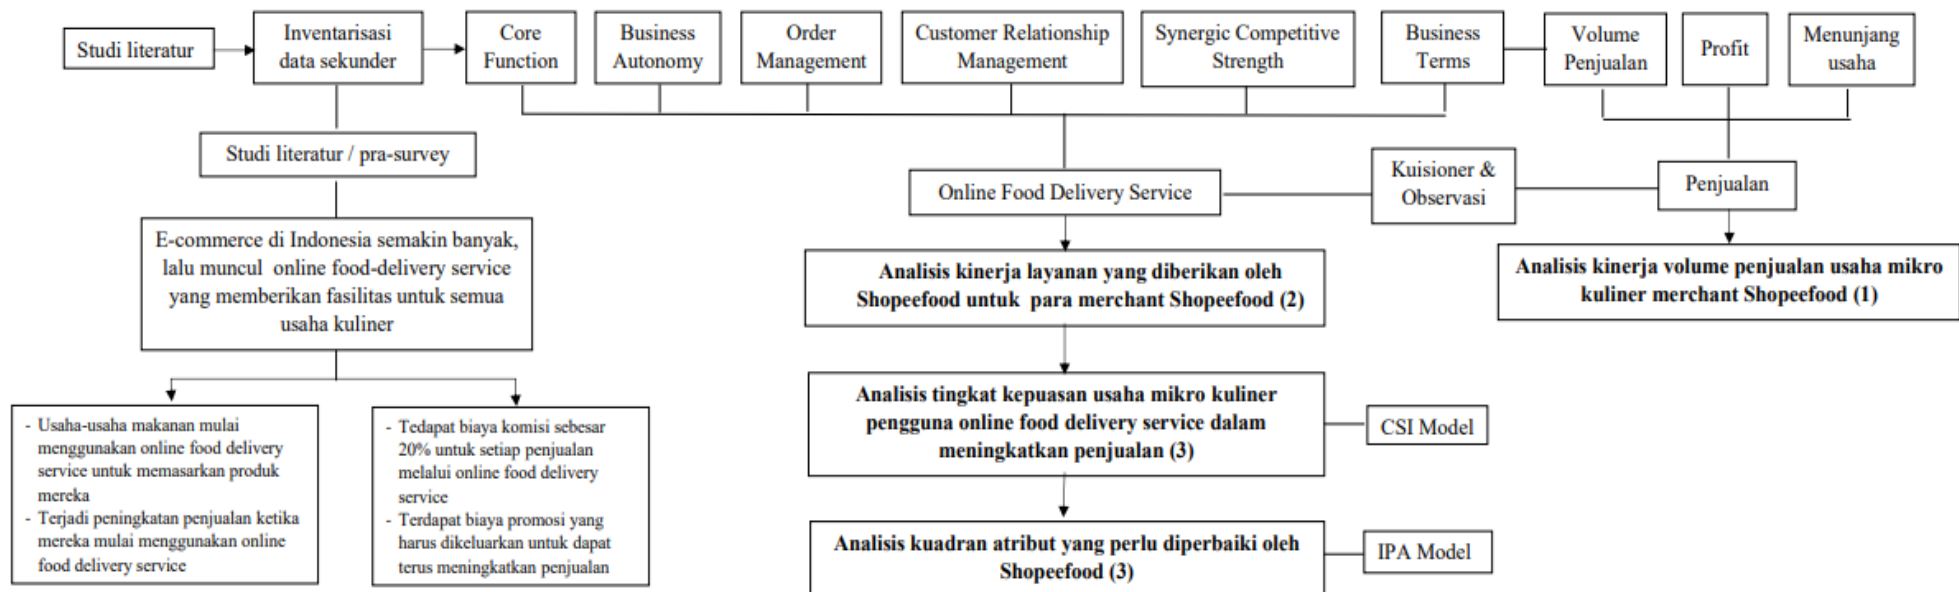 Studi literatur
Inventarisasi
data sekunder
Core
Function
Business
Autonomy
Order
Management
Customer Relationship
Management
Synergic Competitive
Strength
Business
Terms
Volume
Penjualan
Profit
Menunjang
usaha
Studi literatur / pra-survey
Online Food Delivery Service
Kuisioner &
Observasi
Penjualan
E-commerce di Indonesia semakin banyak,
lalu muncul online food-delivery service
yang memberikan fasilitas untuk semua
usaha kuliner
Analisis kinerja layanan yang diberikan oleh
Shopeefood untuk para merchant Shopeefood (2)
Analisis kinerja volume penjualan usaha mikro
kuliner merchant Shopeefood (1)
- Usaha-usaha makanan mulai
menggunakan online food delivery
service untuk memasarkan produk
mereka
- Terjadi peningkatan penjualan ketika
mereka mulai menggunakan online
food delivery service
- Tedapat biaya komisi sebesar
20% untuk setiap penjualan
melalui online food delivery
service
- Terdapat biaya promosi yang
harus dikeluarkan untuk dapat
terus meningkatkan penjualan
Analisis tingkat kepuasan usaha mikro kuliner
pengguna online food delivery service dalam
meningkatkan penjualan (3)
CSI Model
Analisis kuadran atribut yang perlu diperbaiki oleh
Shopeefood (3)
IPA Model